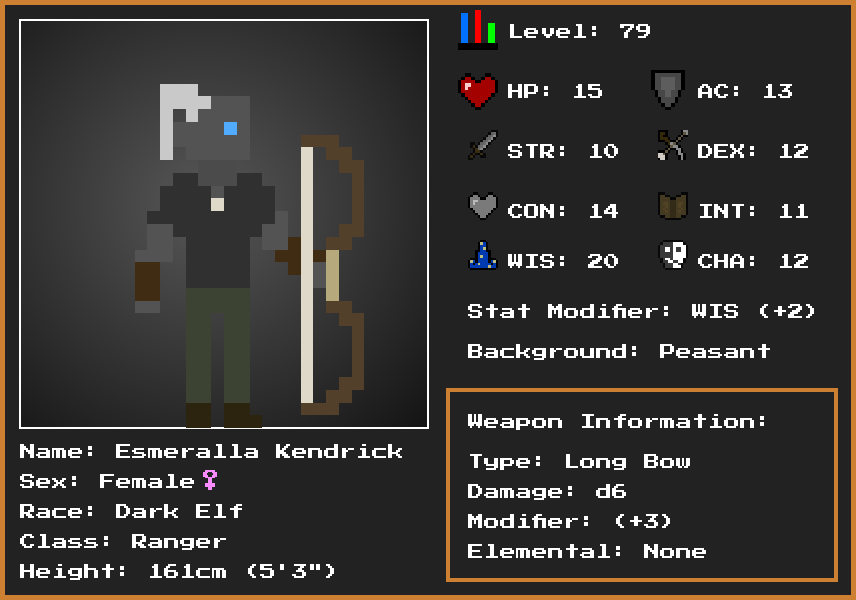 Level: 79
HP: 15
AC: 13
STR: 10
DEX: 12
CON: 14
INT: 11
WIS: 20
CHA: 12
Stat Modifier: WIS (+2)
Background: Peasant
Name: Esmeralla Kendrick
Sex: Female♀
Race: Dark Elf
Class: Ranger
Height: 161cm (5'3")
Weapon Information:
Type: Long Bow
Damage: d6
Modifier: (+3)
Elemental: None